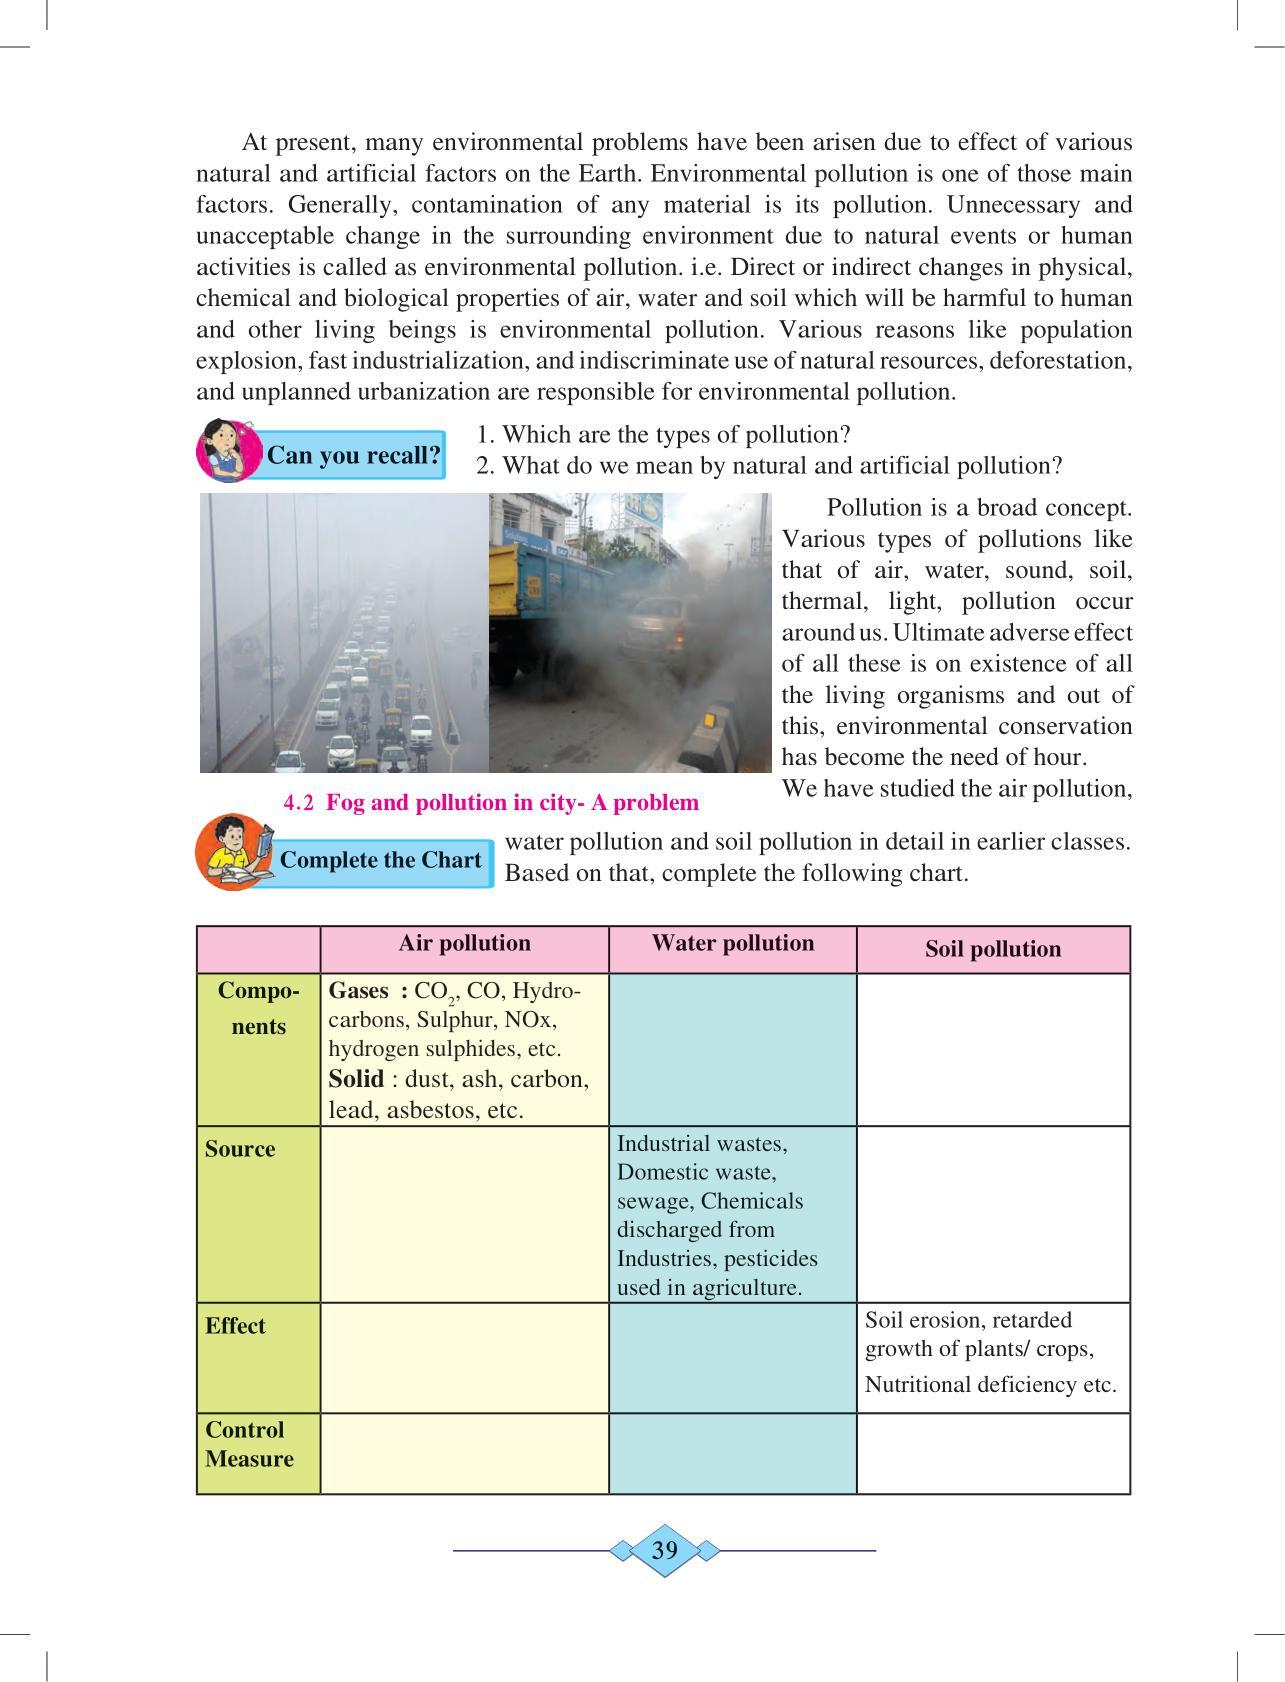 At present, many environmental problems have been arisen due to effect of various
natural and artificial factors on the Earth. Environmental pollution is one of those main
factors. Generally, contamination of any material is its pollution. Unnecessary and
unacceptable change in the surrounding environment due to natural events or human
activities is called as environmental pollution. i.e. Direct or indirect changes in physical,
chemical and biological properties of air, water and soil which will be harmful to human
and other living beings is environmental pollution. Various reasons like population
explosion, fast industrialization, and indiscriminate use of natural resources, deforestation,
and unplanned urbanization are responsible for environmental pollution.
Can you recall?
1. Which are the types of pollution?
2. What do we mean by natural and artificial pollution?
Pollution is a broad concept.
Various types of pollutions like
that of air, water, sound, soil,
thermal, light, pollution occur
around us. Ultimate adverse effect
of all these is on existence of all
the living organisms and out of
this, environmental conservation
has become the need of hour.
We have studied the air pollution,
4.2 Fog and pollution in city- A problem
Complete the Chart
water pollution and soil pollution in detail in earlier classes.
Based on that, complete the following chart.
Air pollution
Water pollution
Soil pollution
Compo-
nents
Gases : CO2, CO, Hydro-
carbons, Sulphur, NOx,
hydrogen sulphides, etc.
Solid : dust, ash, carbon,
lead, asbestos, etc.
Source
Industrial wastes,
Domestic waste,
sewage, Chemicals
discharged from
Industries, pesticides
used in agriculture.
Effect
Soil erosion, retarded
growth of plants/ crops,
Nutritional deficiency etc.
Control
Measure
39